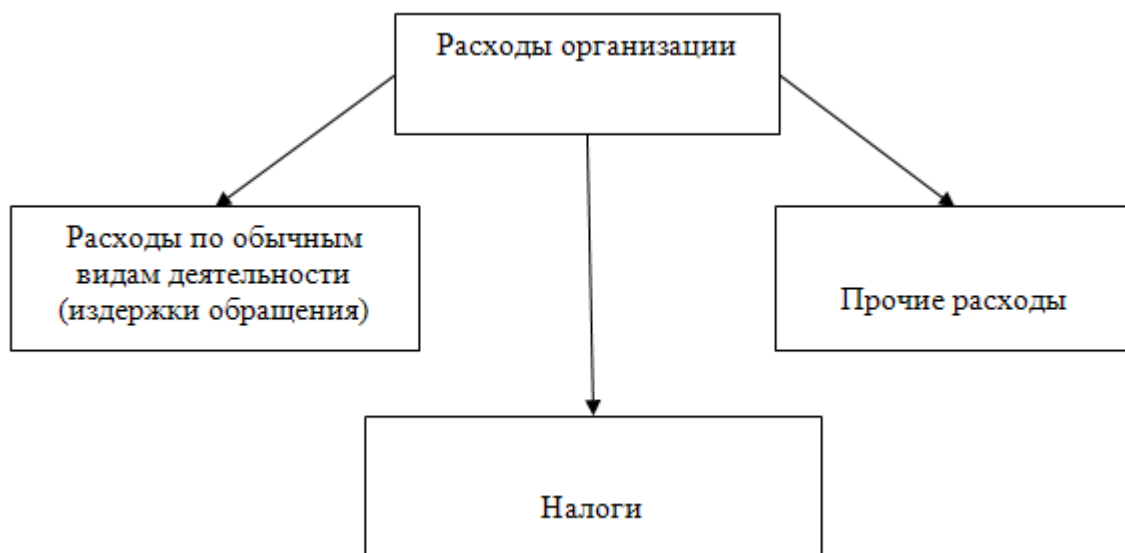 Расходы организации
Расходы по обычным
видам деятельности
(издержки обращения)
Прочие расходы
Налоги